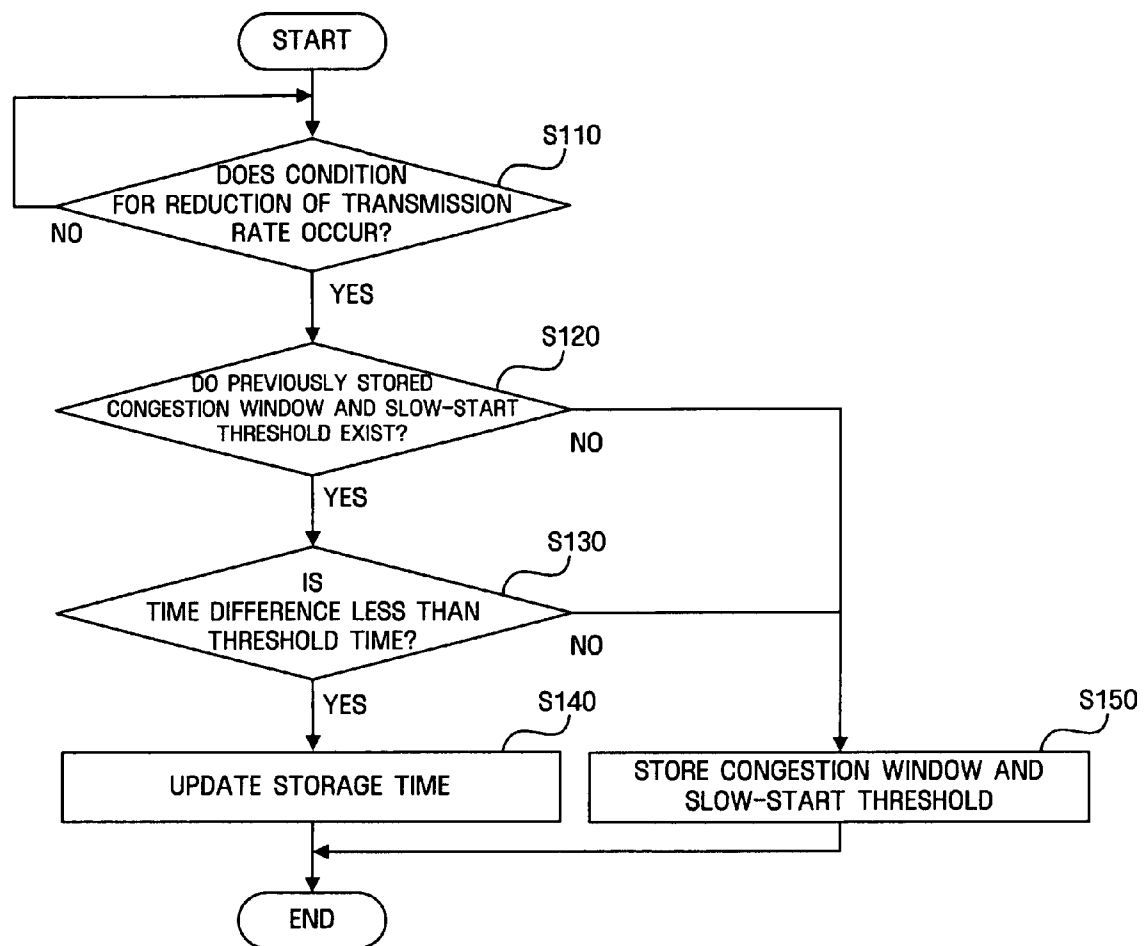 START
S110
DOES CONDITION
FOR REDUCTION OF TRANSMISSION
RATE OCCUR?
NO
YES
S120
DO PREVIOUSLY STORED
CONGESTION WINDOW AND SLOW-START
THRESHOLD EXIST?
NO
YES
S130
IS
TIME DIFFERENCE LESS THAN
THRESHOLD TIME?
NO
YES
S140
UPDATE STORAGE TIME
S150
STORE CONGESTION WINDOW AND
SLOW-START THRESHOLD
END